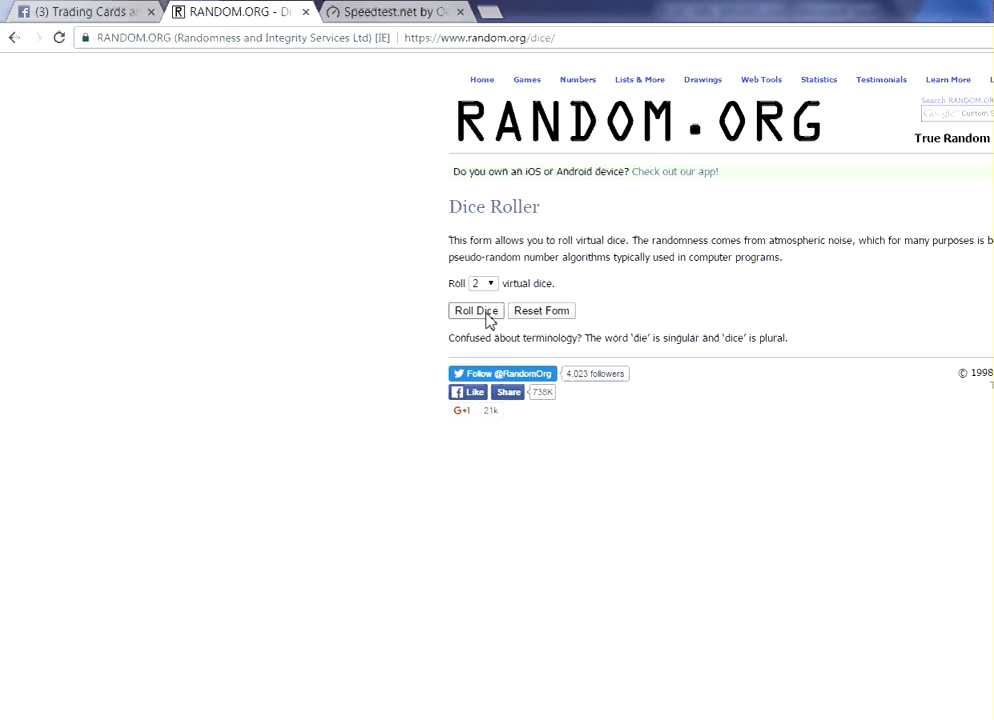 (3) Trading Cards a
RANDOM.ORG - Di
Speedtest.net by O
RANDOM.ORG (Randomness and Integrity Services Ltd) [IE] https://www.random.org/dice/
Home Games Numbers Lists & More Drawings Web Tools Statistics Testimonials Learn More L
RANDOM.ORG
Search RANDOM.OR
Google™ Custom S
True Random
Do you own an iOS or Android device? Check out our app!
Dice Roller
This form allows you to roll virtual dice. The randomness comes from atmospheric noise, which for many purposes is b
pseudo-random number algorithms typically used in computer programs.
Roll 2 virtual dice.
Roll Dice Reset Form
Confused about terminology? The word ‘die’ is singular and ‘dice’ is plural.
Follow @RandomOrg 4,023 followers
© 1998
Like Share 738K
G+1 21k